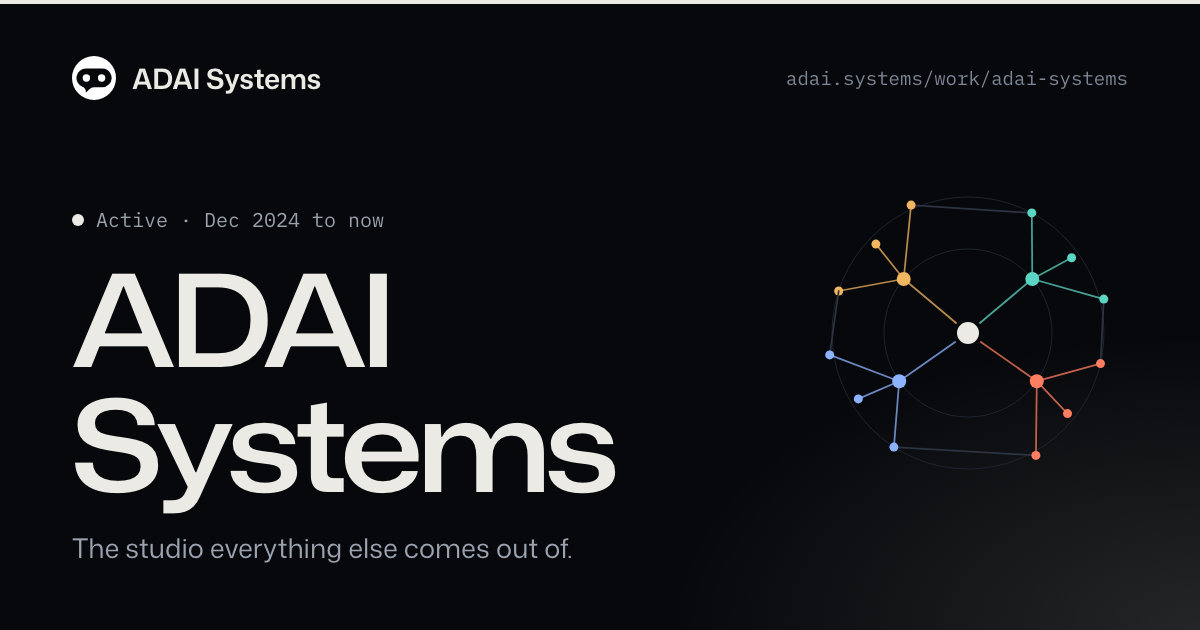 ADAI Systems
adai.systems/work/adai-systems
Active · Dec 2024 to now
ADAI
Systems
The studio everything else comes out of.